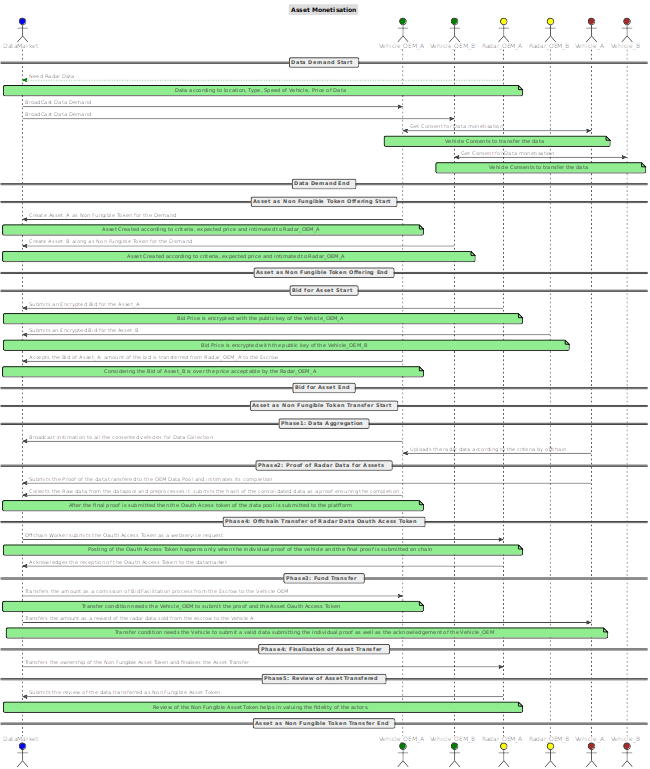 Asset Monetisation
DataMarket Vehicle_OEM_A Vehicle_OEM_B Radar_OEM_A Radar_OEM_B Vehicle_A Vehicle_B
Data Demand Start
Need Radar Data
Data according to location, Type, Speed of Vehicle, Price of Data
BroadCast Data Demand
BroadCast Data Demand
Get Consent for Data monetisation
Vehicle Consents to transfer the data
Get Consent for Data monetisation
Vehicle Consents to transfer the data
Data Demand End
Asset as Non Fungible Token Offering Start
Create Asset_A as Non Fungible Token for the Demand
Asset Created according to criteria, expected price and intimated to Radar_OEM_A
Create Asset_B along as Non Fungible Token for the Demand
Asset Created according to criteria, expected price and intimated to Radar_OEM_A
Asset as Non Fungible Token Offering End
Bid for Asset Start
Submits an Encrypted Bid for the Asset_A
Bid Price is encrypted with the public key of the Vehicle_OEM_A
Submits an Encrypted Bid for the Asset_B
Bid Price is encrypted with the public key of the Vehicle_OEM_B
Accepts the Bid of Asset_A, amount of the bid is transferred from Radar_OEM_A to the Escrow
Considering the Bid of Asset_B is over the price acceptable by the Radar_OEM_A
Bid for Asset End
Asset as Non Fungible Token Transfer Start
Phase1: Data Aggregation
Broadcast intimation to all the consented vehicles for Data Collection
Uploads the radar data according to the criteria by offchain
Phase2: Proof of Radar Data for Assets
Submits the Proof of the data transfered to the OEM Data Pool and intimates its completion
Collects the Raw data from the datapool and preprocesses it, submits the hash of the consolidated data as proof ensuring the completion
After the final proof is submitted then the Oauth Access token of the data pool is submitted to the platform
Phase4: Offchain Transfer of Radar Data Oauth Access Token
Offchain Worker submits the Oauth Access Token as a webservice request
Posting of the Oauth Access Token happens only when the individual proof of the vehicle and the final proof is submitted on chain
Acknowledges the reception of the Oauth Access Token to the datamarket
Phase3: Fund Transfer
Transfers the amount as a comission of Bid Facilitation process from the Escrow to the Vehicle OEM
Transfer condition needs the Vehicle_OEM to submit the proof and the Asset Oauth Access Token
Transfers the amount as a reward of the radar data sold from the escrow to the Vehicle A
Transfer condition needs the Vehicle to submit a valid data submitting the individual proof as well as the acknowledgement of the Vehicle_OEM
Phase4: Finalisation of Asset Transfer
Transfers the ownership of the Non Fungible Asset Token and finalises the Asset Transfer
Phase5: Review of Asset Transfered
Submits the review of the data transferred as Non Fungible Asset Token
Review of the Non Fungible Asset Token helps in valuing the fidelity of the actors
Asset as Non Fungible Token Transfer End
DataMarket Vehicle_OEM_A Vehicle_OEM_B Radar_OEM_A Radar_OEM_B Vehicle_A Vehicle_B